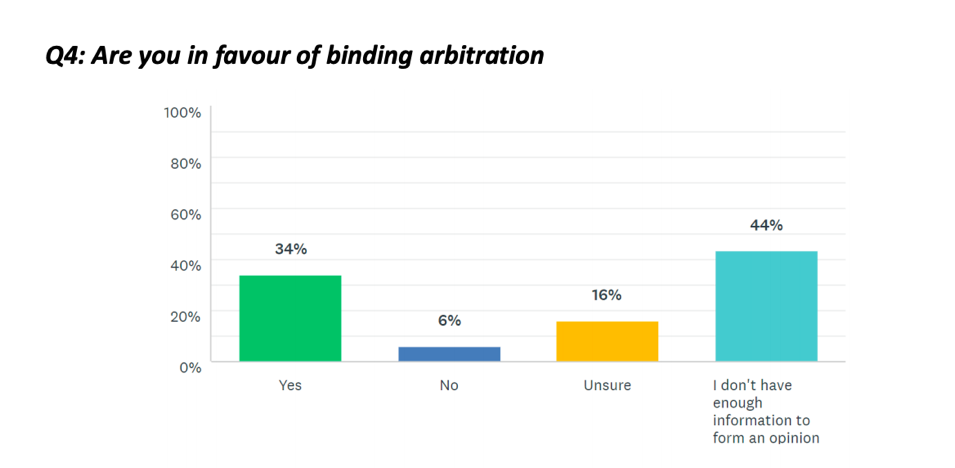 Q4: Are you in favour of binding arbitration
100%
80%
60%
40%
20%
0%
34%
6%
16%
44%
Yes
No
Unsure
I don't have
enough
information to
form an opinion